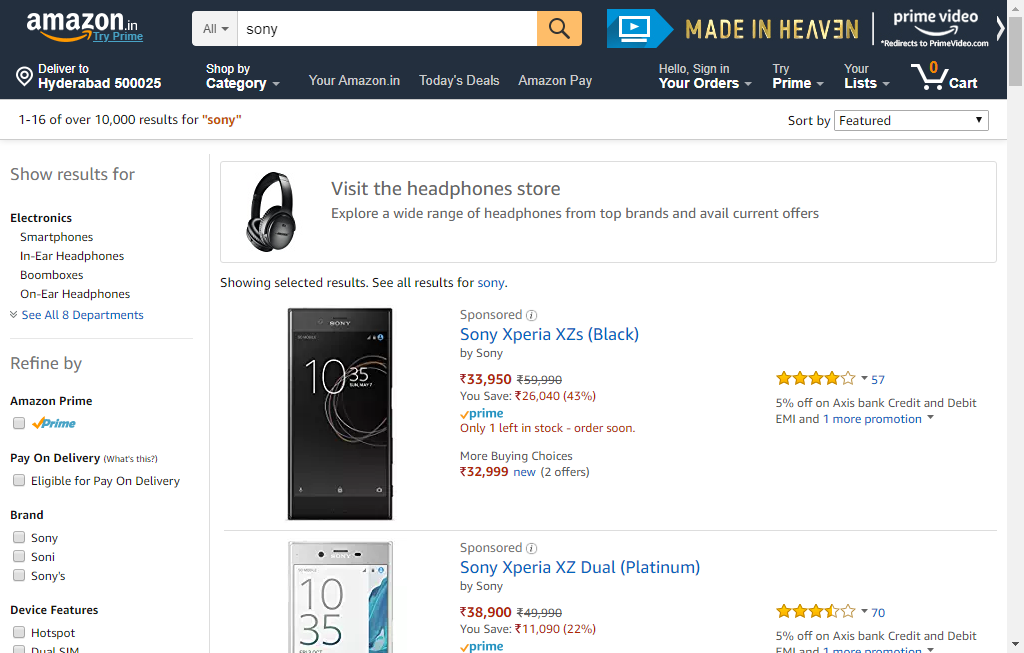 amazon.in
Try Prime
All
sony
MADE IN HEAVEN
prime video
*Redirects to PrimeVideo.com
Deliver to
Hyderabad 500025
Shop by
Category
Your Amazon.in
Today's Deals
Amazon Pay
Hello, Sign in
Your Orders
Try
Prime
Your
Lists
0
Cart
1-16 of over 10,000 results for "sony"
Sort by Featured
Show results for
Electronics
Smartphones
In-Ear Headphones
Boomboxes
On-Ear Headphones
See All 8 Departments
Refine by
Amazon Prime
prime
Pay On Delivery (What's this?)
Eligible for Pay On Delivery
Brand
Sony
Soni
Sony's
Device Features
Hotspot
Dual SIM
Visit the headphones store
Explore a wide range of headphones from top brands and avail current offers
Showing selected results. See all results for sony.
SONY
10 35
SUN, MAY 7
Sponsored
Sony Xperia XZs (Black)
by Sony
₹33,950 ₹59,990
You Save: ₹26,040 (43%)
prime
Only 1 left in stock - order soon.
More Buying Choices
₹32,999 new (2 offers)
57
5% off on Axis bank Credit and Debit
EMI and 1 more promotion
SONY
10
35
Sponsored
Sony Xperia XZ Dual (Platinum)
by Sony
₹38,900 ₹49,990
You Save: ₹11,090 (22%)
prime
70
5% off on Axis bank Credit and Debit
EMI and 1 more promotion